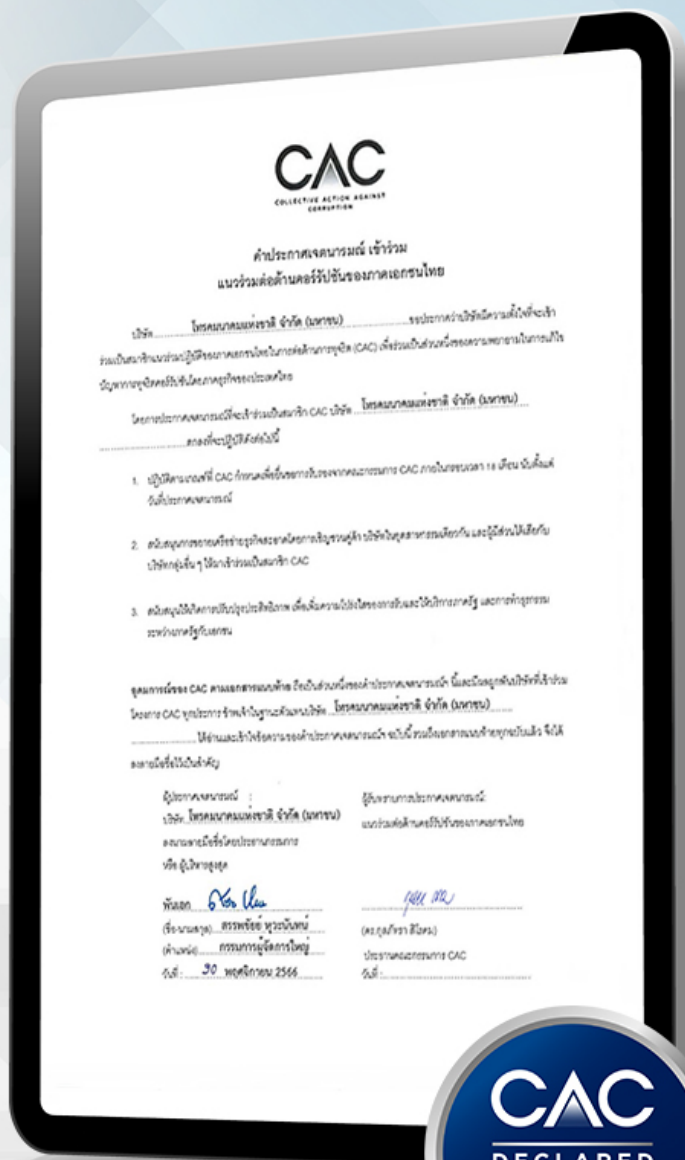 CAC
COLLECTIVE ACTION AGAINST
CORRUPTION
คำประกาศเจตนารมณ์ เข้าร่วม
แนวร่วมต่อต้านคอร์รัปชันของภาคเอกชนไทย
บริษัท โทรคมนาคมแห่งชาติ จำกัด (มหาชน) ขอประกาศว่าบริษัทมีความตั้งใจที่จะเข้า
ร่วมเป็นสมาชิกแนวร่วมปฏิบัติของภาคเอกชนไทยในการต่อต้านการทุจริต (CAC) เพื่อร่วมเป็นส่วนหนึ่งของความพยายามในการแก้ไข
ปัญหาการทุจริตคอร์รัปชันโดยภาคธุรกิจของประเทศไทย
โดยการประกาศเจตนารมณ์ที่จะเข้าร่วมเป็นสมาชิก CAC บริษัท โทรคมนาคมแห่งชาติ จำกัด (มหาชน)
ตกลงที่จะปฏิบัติดังต่อไปนี้
1. ปฏิบัติตามเกณฑ์ที่ CAC กำหนดเพื่อยื่นขอการรับรองจากคณะกรรมการ CAC ภายในกรอบเวลา 18 เดือน นับตั้งแต่
วันที่ประกาศเจตนารมณ์
2. สนับสนุนการขยายเครือข่ายธุรกิจสะอาดโดยการเชิญชวนคู่ค้า บริษัทในอุตสาหกรรมเดียวกัน และผู้มีส่วนได้เสียกับ
บริษัทกลุ่มอื่น ๆ ให้มาเข้าร่วมเป็นสมาชิก CAC
3. สนับสนุนให้เกิดการปรับปรุงประสิทธิภาพ เพื่อเพิ่มความโปร่งใสของการรับและให้บริการภาครัฐ และการทำธุรกรรม
ระหว่างภาครัฐกับเอกชน
อุดมการณ์ของ CAC ตามเอกสารแนบท้าย ถือเป็นส่วนหนึ่งของคำประกาศเจตนารมณ์ฯ นี้และมีผลผูกพันบริษัทที่เข้าร่วม
โครงการ CAC ทุกประการ ข้าพเจ้าในฐานะตัวแทนบริษัท โทรคมนาคมแห่งชาติ จำกัด (มหาชน)
ได้อ่านและเข้าใจข้อความของคำประกาศเจตนารมณ์ฯ ฉบับนี้ รวมถึงเอกสารแนบท้ายทุกฉบับแล้ว จึงได้
ลงลายมือชื่อไว้เป็นสำคัญ
ผู้ประกาศเจตนารมณ์ :
บริษัท โทรคมนาคมแห่งชาติ จำกัด (มหาชน)
ลงนามลายมือชื่อโดยประธานกรรมการ
หรือ ผู้บริหารสูงสุด
พันเอก
(ชื่อ-นามสกุล) สรรพชัยย์ หุวะนันทน์
(ตำแหน่ง) กรรมการผู้จัดการใหญ่
วันที่ : 30 พฤศจิกายน 2566
ผู้รับทราบการประกาศเจตนารมณ์:
แนวร่วมต่อต้านคอร์รัปชันของภาคเอกชนไทย
(ดร.กุลภัทรา สิโรดม)
ประธานคณะกรรมการ CAC
วันที่ :
CAC
DECLARED